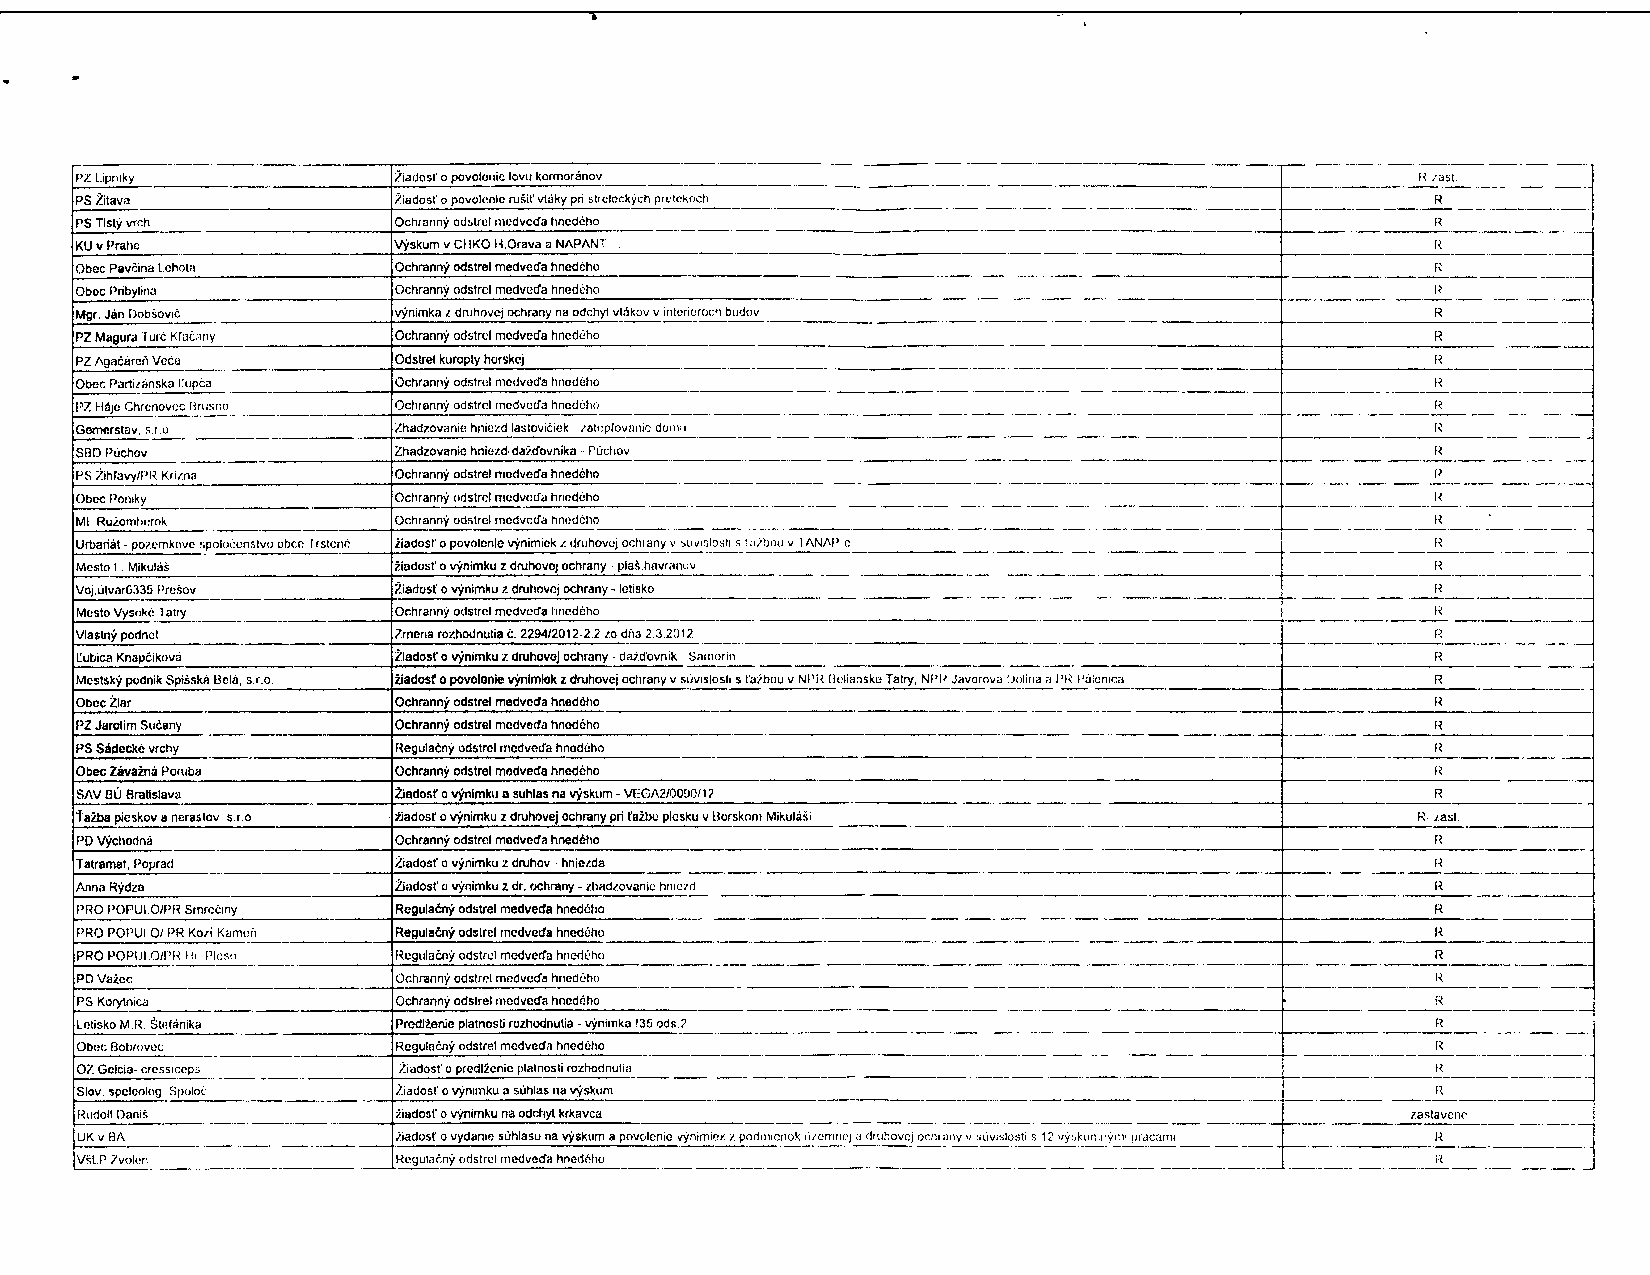 PZ Lipníky Žiadosť o povolenie lovu kormoránov R zast.
PS Žitava Žiadosť o povolenie rušiť vtáky pri streleckých pretekoch R
PS Tlstý vrch Ochranný odstrel medveďa hnedého R
KU v Prahe Výskum v CHKO H.Orava a NAPANT R
Obec Pavčina Lehota Ochranný odstrel medveďa hnedého R
Obec Pribylina Ochranný odstrel medveďa hnedého R
Mgr. Ján Dobšovič výnimka z druhovej ochrany na odchyt vtákov v interieroch budov R
PZ Magura Turč Kľačany Ochranný odstrel medveďa hnedého R
PZ Agačáreň Veča Odstrel kuropty horskej R
Obec Partizánska Ľupča Ochranný odstrel medveďa hnedého R
PZ Háje Chrenovec Brusno Ochranný odstrel medveďa hnedého R
Gemerstav, s.r.o Zhadzovanie hniezd lastovičiek zatepľovanie domu R
SBD Púchov Zhadzovanie hniezd dažďovníka - Púchov R
PS Žihľavy/PR Krizna Ochranný odstrel medveďa hnedého R
Obec Poniky Ochranný odstrel medveďa hnedého R
ML Ružomberok Ochranný odstrel medveďa hnedého R
Urbariát - pozemkové spoločenstvo obce Trstené žiadosť o povolenie výnimiek z druhovej ochrany v súvislosti s ťažbou v TANAP-e R
Mesto L. Mikuláš žiadosť o výnimku z druhovej ochrany - plaš.havranov R
Voj.útvar6335 Prešov Žiadosť o výnimku z druhovej ochrany - letisko R
Mesto Vysoké Tatry Ochranný odstrel medveďa hnedého R
Vlastný podnet Zmena rozhodnutia č. 2294/2012-2.2 zo dňa 2.3.2012 R
Ľubica Knapčíková Žiadosť o výnimku z druhovej ochrany - dažďovník Samorin R
Mestský podnik Spišská Belá, s.r.o. žiadosť o povolenie výnimiek z druhovej ochrany v súvislosti s ťažbou v NPR Belianske Tatry, NPR Javorova Dolina a PR Pálenica R
Obec Žiar Ochranný odstrel medveďa hnedého R
PZ Jarolím Sučany Ochranný odstrel medveďa hnedého R
PS Sádecké vrchy Regulačný odstrel medveďa hnedého R
Obec Závažná Poruba Ochranný odstrel medveďa hnedého R
SAV BÚ Bratislava Žiadosť o výnimku a suhlas na výskum - VEGA2/0090/12 R
Ťažba pieskov a nerastov s.r.o žiadosť o výnimku z druhovej ochrany pri ťažbe piesku v Borskom Mikuláši R- zast.
PD Východná Ochranný odstrel medveďa hnedého R
Tatramat, Poprad Žiadosť o výnimku z druhov - hniezda R
Anna Rýdza Žiadosť o výnimku z dr. ochrany - zhadzovanie hniezd R
PRO POPULO/PR Smrečiny Regulačný odstrel medveďa hnedého R
PRO POPULO/ PR Kozí Kameň Regulačný odstrel medveďa hnedého R
PRO POPULO/PR Hr. Pleso Regulačný odstrel medveďa hnedého R
PD Važec Ochranný odstrel medveďa hnedého R
PS Korytnica Ochranný odstrel medveďa hnedého R
Letisko M.R. Štefánika Predlženie platnosti rozhodnutia - výnimka !35 ods.2 R
Obec Bobrovec Regulačný odstrel medveďa hnedého R
OZ Gelcia- cressiceps Žiadosť o predlženie platnosti rozhodnutia R
Slov. speleolog. Spoloč Žiadosť o výnimku a súhlas na výskum R
Rudolf Daniš žiadosť o výnimku na odchyt krkavca zastavené
UK v BA žiadosť o vydanie súhlasu na výskum a povolenie výnimiek z podmienok územnej a druhovej ochrany v súvislosti s 12 výskumnými prácami R
VšLP Zvolen Regulačný odstrel medveďa hnedého R